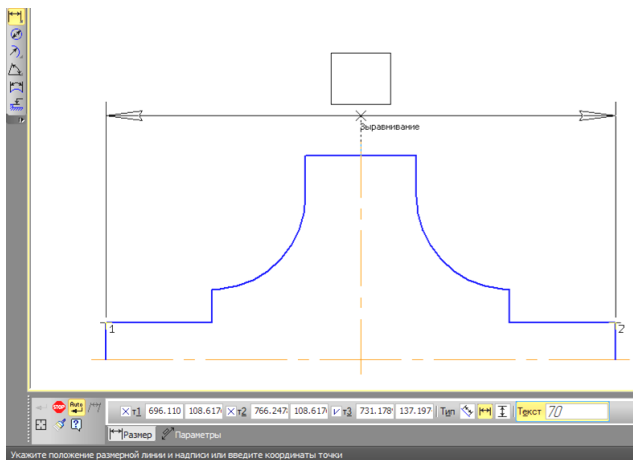 Выравнивание
1
2
Auto
т1 696.110 108.617 т2 766.247 108.617 т3 731.178 137.197 Тип Текст 70
Размер Параметры
Укажите положение размерной линии и надписи или введите координаты точки